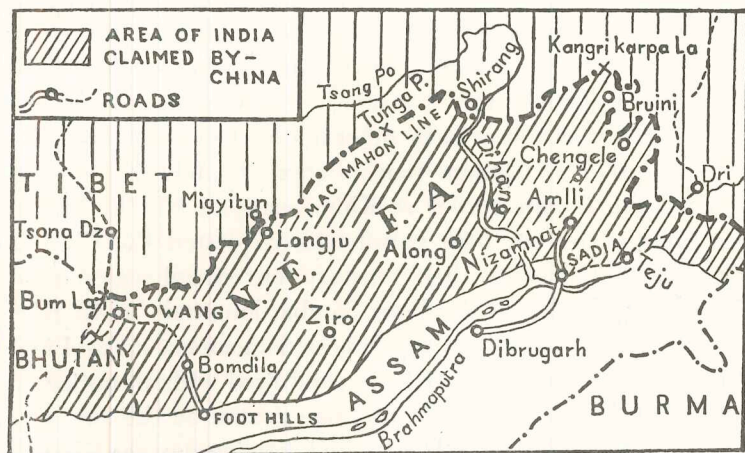 AREA OF INDIA
CLAIMED BY-
CHINA
ROADS
Kangri karpa La
Tsang Po
Tunga P.
Shirang
Bruini
MAC MAHON LINE
Chengele
Dihang
Dri
TIBET
Migyitun
Amlli
Tsona Dzo
Longju
N. E. F. A.
Along
Nizamhat
SADIA
Teju
Bum La
TOWANG
Ziro
BHUTAN
Bomdila
ASSAM
Dibrugarh
FOOT HILLS
Brahmoputra
BURMA